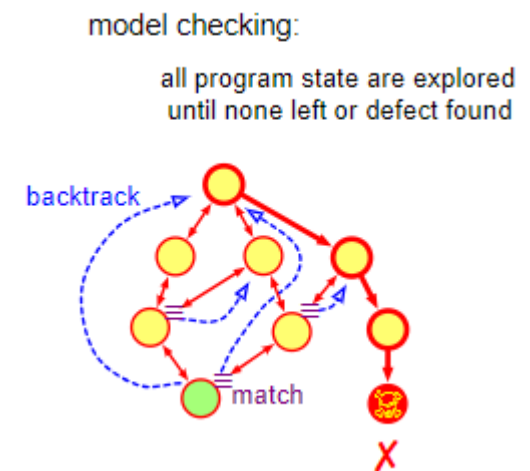 model checking:
all program state are explored
until none left or defect found
backtrack
match